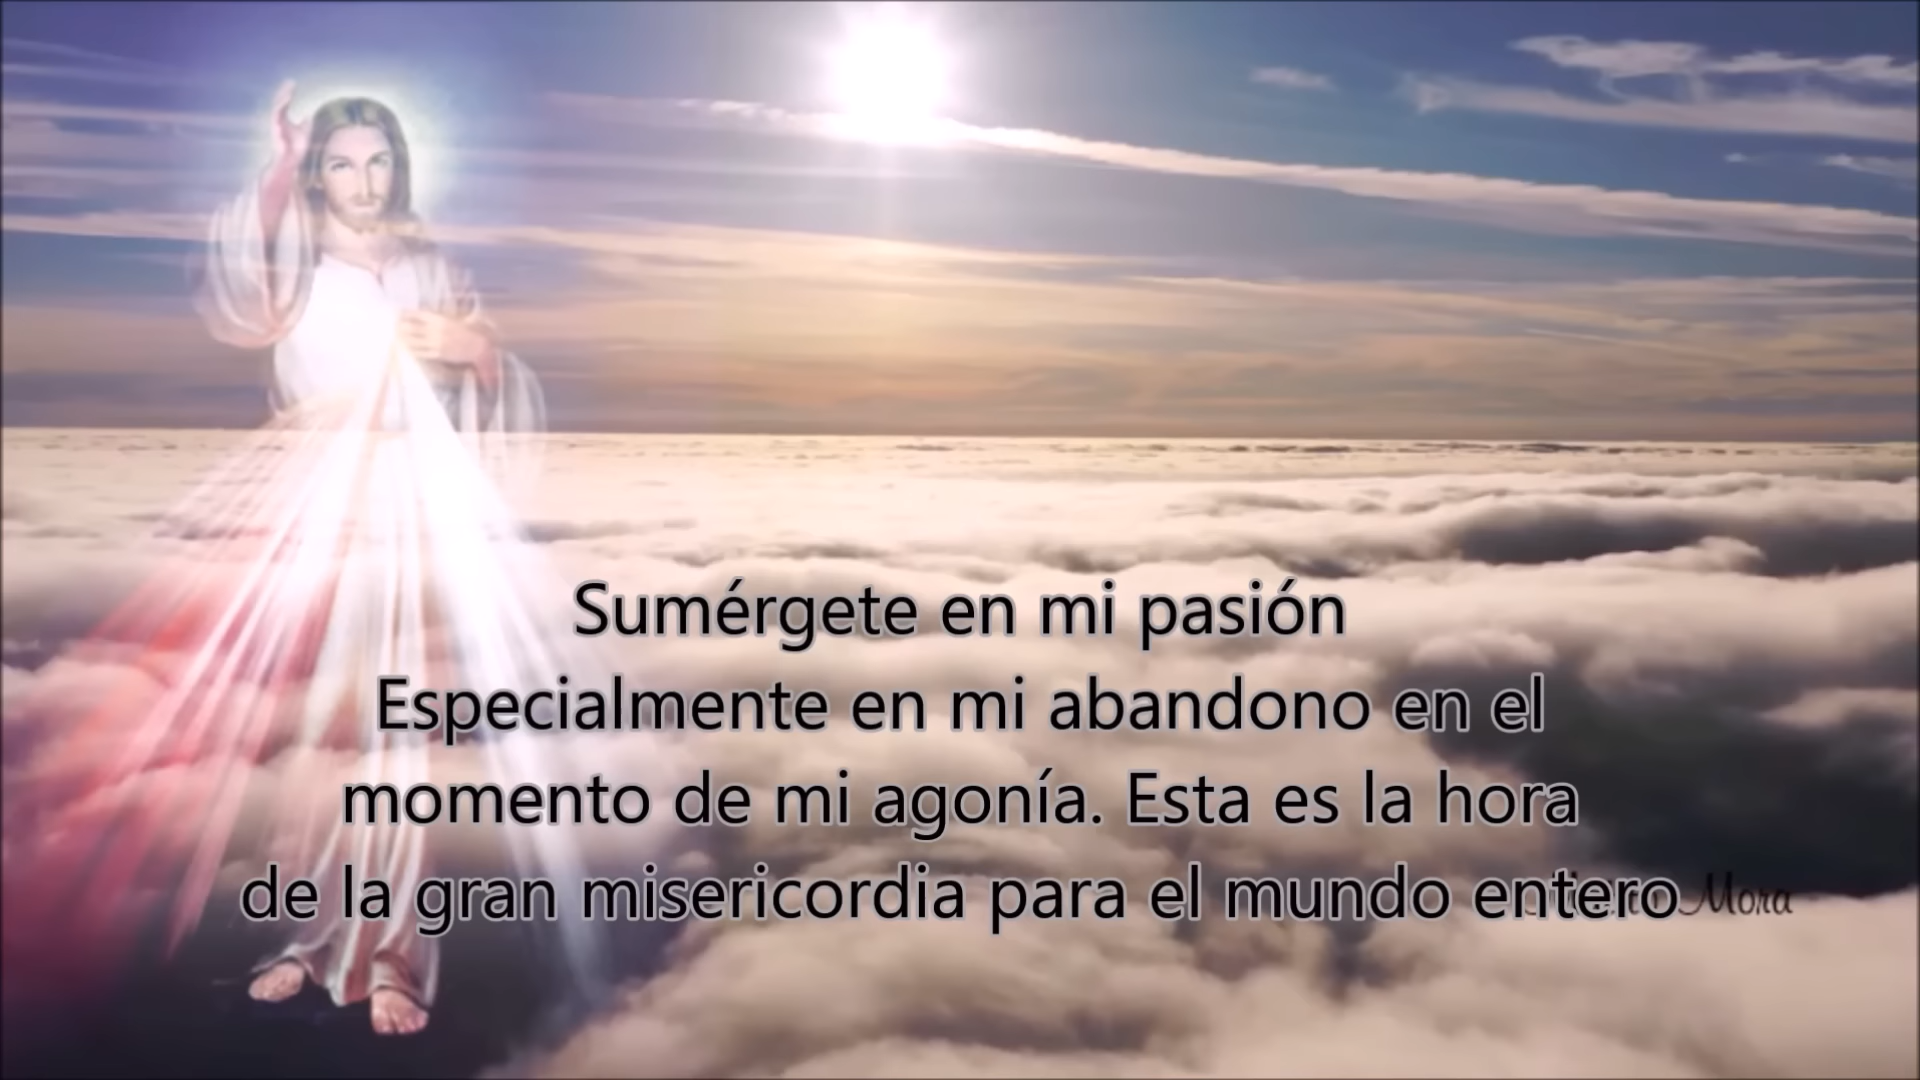 Sumérgete en mi pasión
Especialmente en mi abandono en el
momento de mi agonía. Esta es la hora
de la gran misericordia para el mundo entero
Mora